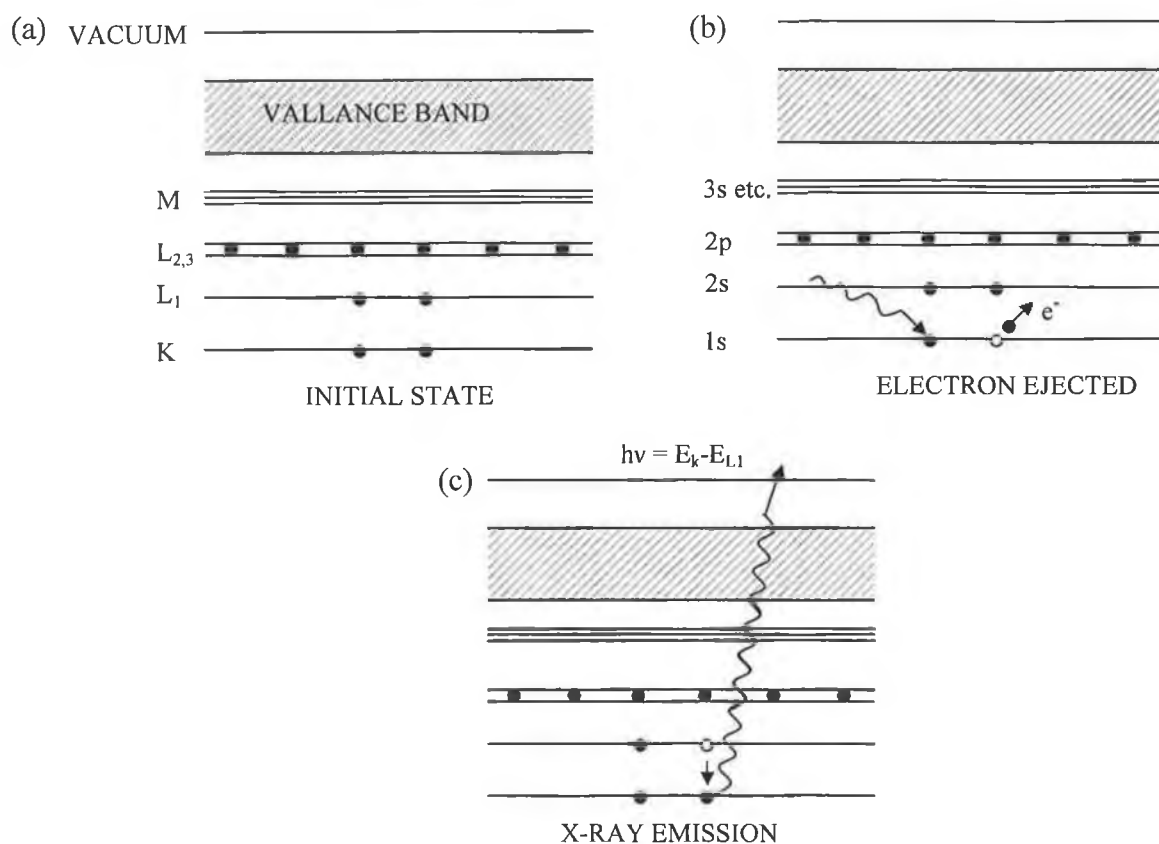 (a) VACUUM
VALLANCE BAND
M
L2,3
L1
K
INITIAL STATE
(b)
3s etc.
2p
2s
e-
1s
ELECTRON EJECTED
hν = Ek-EL1
(c)
X-RAY EMISSION